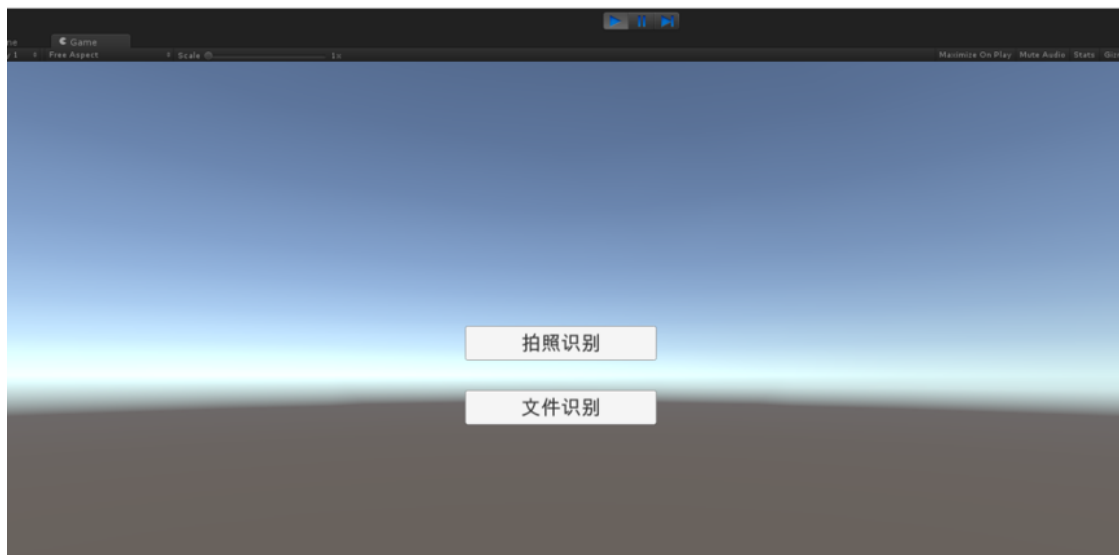 Game
Free Aspect
Scale
1x
Maximize On Play
Mute Audio
Stats
拍照识别
文件识别